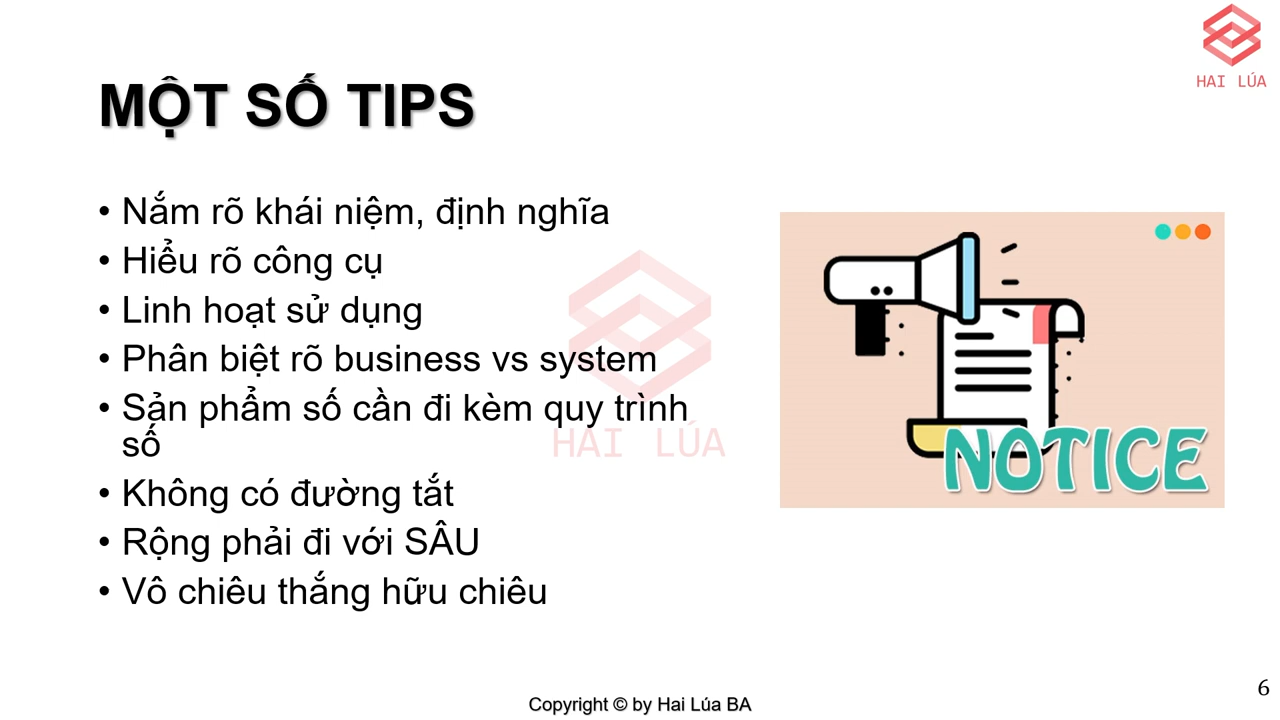 HAI LÚA
MỘT SỐ TIPS
• Nắm rõ khái niệm, định nghĩa
• Hiểu rõ công cụ
• Linh hoạt sử dụng
• Phân biệt rõ business vs system
• Sản phẩm số cần đi kèm quy trình
số
• Không có đường tắt
• Rộng phải đi với SÂU
• Vô chiêu thắng hữu chiêu
HAI LÚA
NOTICE
Copyright © by Hai Lúa BA
6